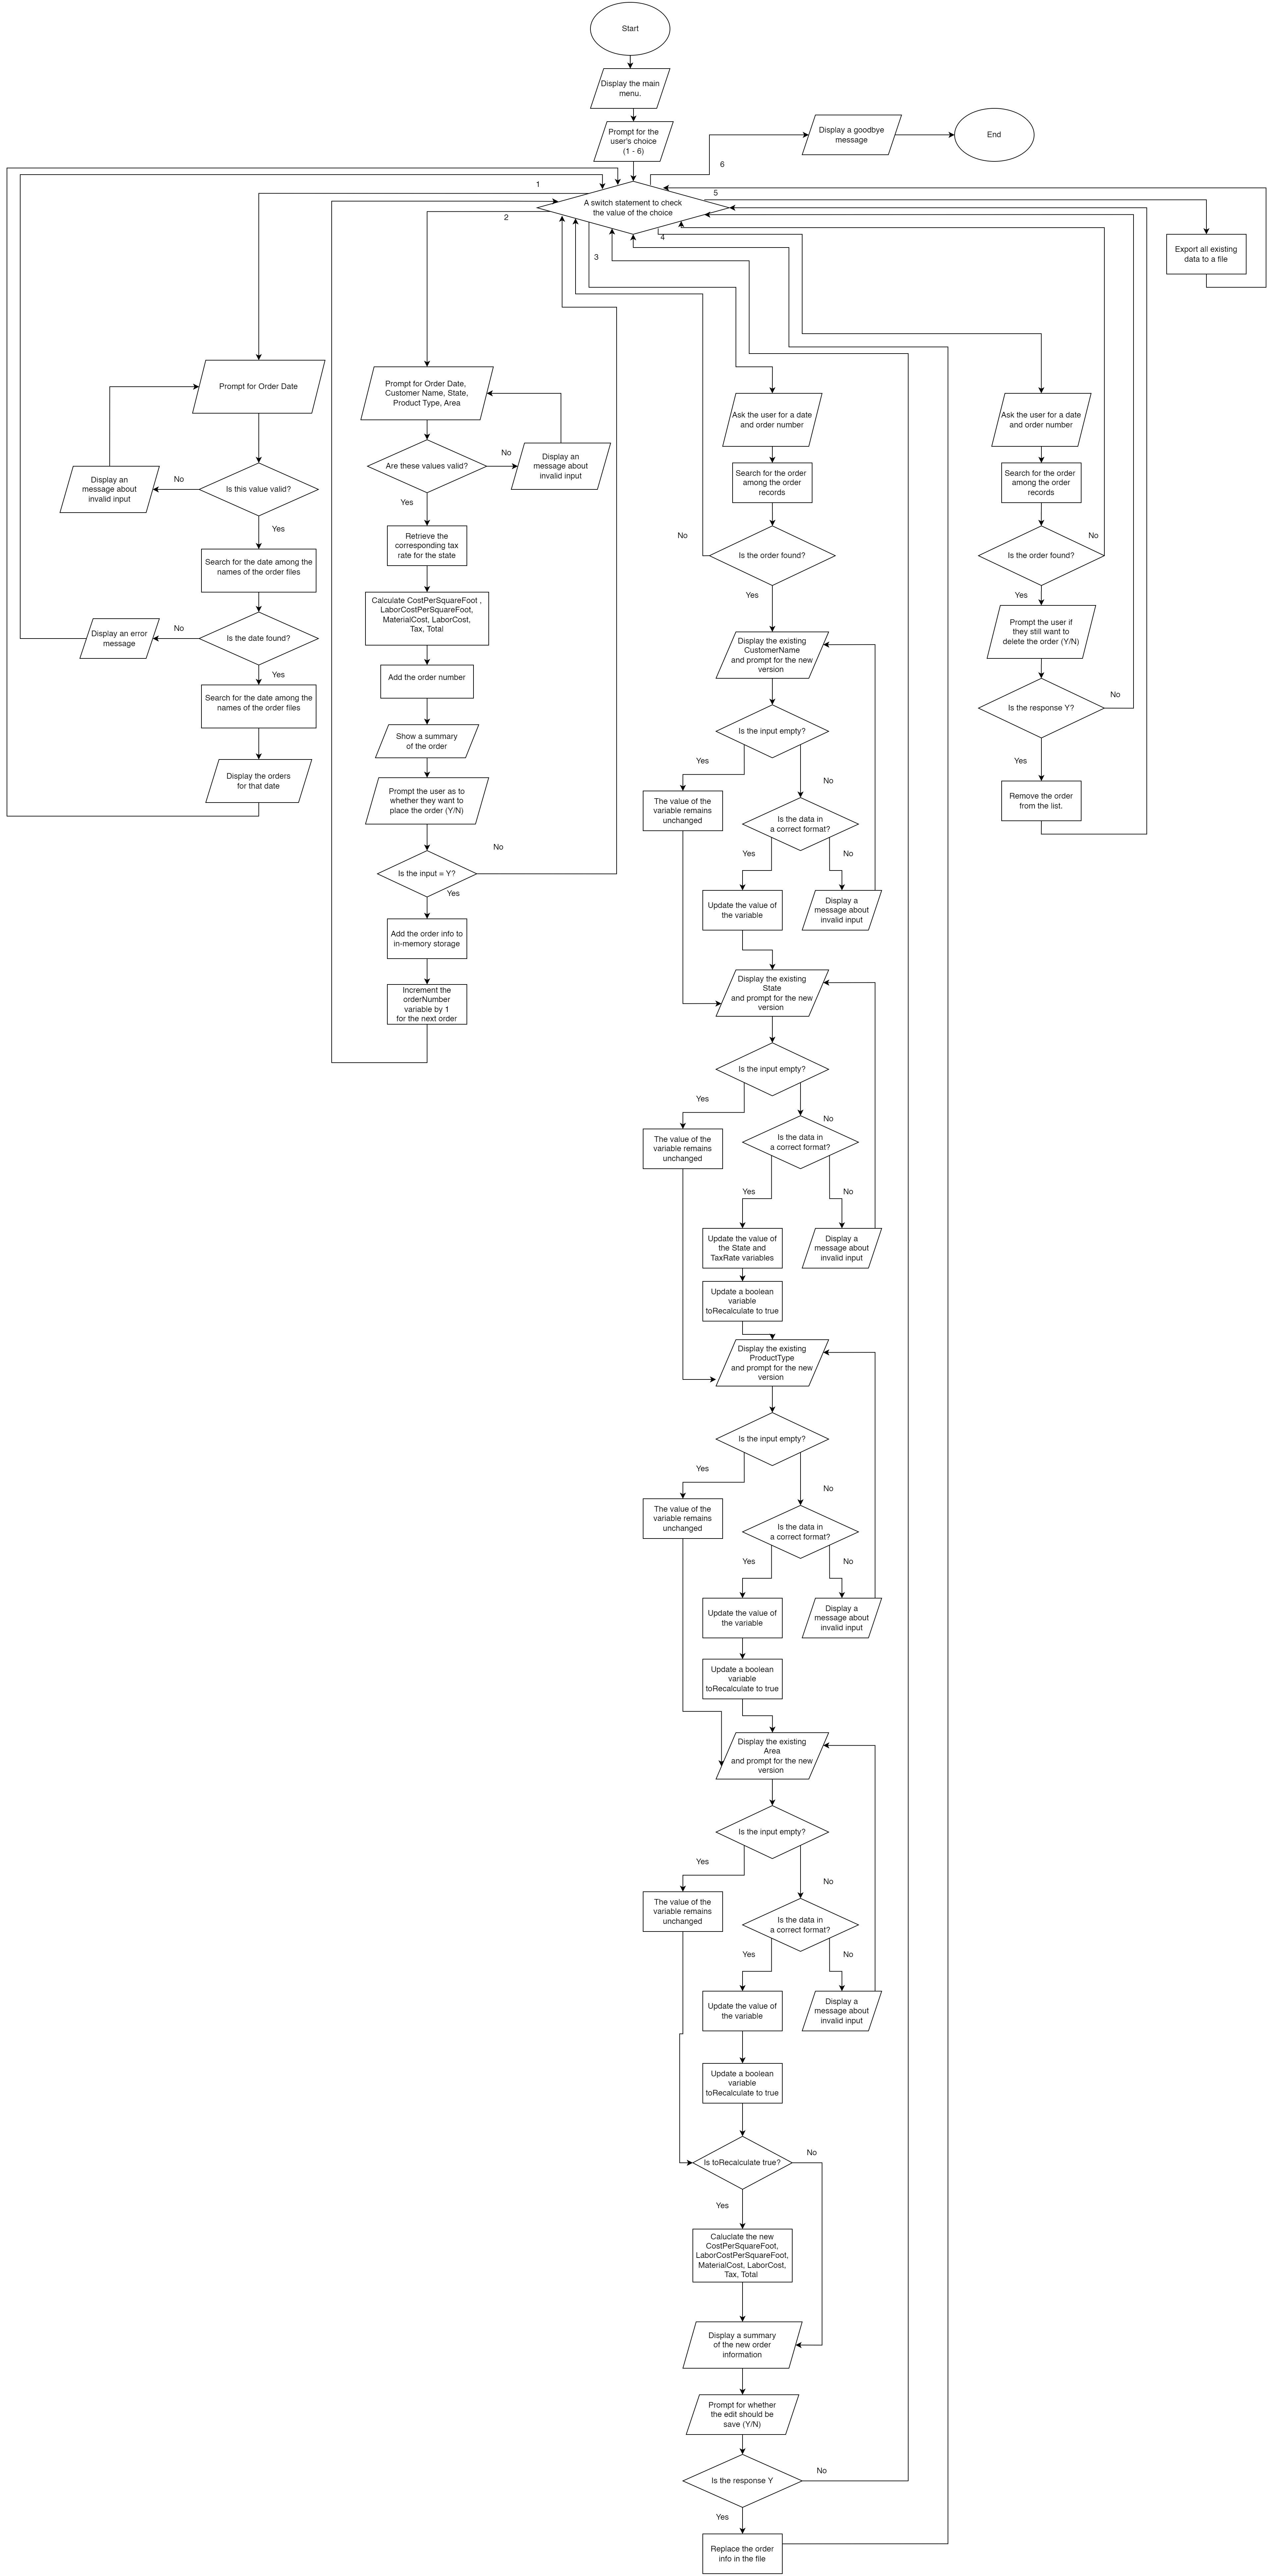 Start
Display the main
menu.
Prompt for the
user's choice
(1 - 6)
Display a goodbye
message
End
6
1
5
A switch statement to check
the value of the choice
2
4
3
Export all existing
data to a file
Prompt for Order Date
Is this value valid?
No
Display an
message about
invalid input
Yes
Search for the date among the
names of the order files
Is the date found?
No
Display an error
message
Yes
Search for the date among the
names of the order files
Display the orders
for that date
Prompt for Order Date,
Customer Name, State,
Product Type, Area
Are these values valid?
No
Display an
message about
invalid input
Yes
Retrieve the
corresponding tax
rate for the state
Calculate CostPerSquareFoot ,
LaborCostPerSquareFoot,
MaterialCost, LaborCost,
Tax, Total
Add the order number
Show a summary
of the order
Prompt the user as to
whether they want to
place the order (Y/N)
No
Is the input = Y?
Yes
Add the order info to
in-memory storage
Increment the
orderNumber
variable by 1
for the next order
Ask the user for a date
and order number
Search for the order
among the order
records
No
Is the order found?
Yes
Display the existing
CustomerName
and prompt for the new
version
Is the input empty?
Yes
No
The value of the
variable remains
unchanged
Is the data in
a correct format?
Yes
No
Update the value of
the variable
Display a
message about
invalid input
Display the existing
State
and prompt for the new
version
Is the input empty?
Yes
No
The value of the
variable remains
unchanged
Is the data in
a correct format?
Yes
No
Update the value of
the State and
TaxRate variables
Display a
message about
invalid input
Update a boolean
variable
toRecalculate to true
Display the existing
ProductType
and prompt for the new
version
Is the input empty?
Yes
No
The value of the
variable remains
unchanged
Is the data in
a correct format?
Yes
No
Update the value of
the variable
Display a
message about
invalid input
Update a boolean
variable
toRecalculate to true
Display the existing
Area
and prompt for the new
version
Is the input empty?
Yes
No
The value of the
variable remains
unchanged
Is the data in
a correct format?
Yes
No
Update the value of
the variable
Display a
message about
invalid input
Update a boolean
variable
toRecalculate to true
Is toRecalculate true?
No
Yes
Caluclate the new
CostPerSquareFoot,
LaborCostPerSquareFoot,
MaterialCost, LaborCost,
Tax, Total
Display a summary
of the new order
information
Prompt for whether
the edit should be
save (Y/N)
Is the response Y
No
Yes
Replace the order
info in the file
Ask the user for a date
and order number
Search for the order
among the order
records
No
Is the order found?
Yes
Prompt the user if
they still want to
delete the order (Y/N)
No
Is the response Y?
Yes
Remove the order
from the list.